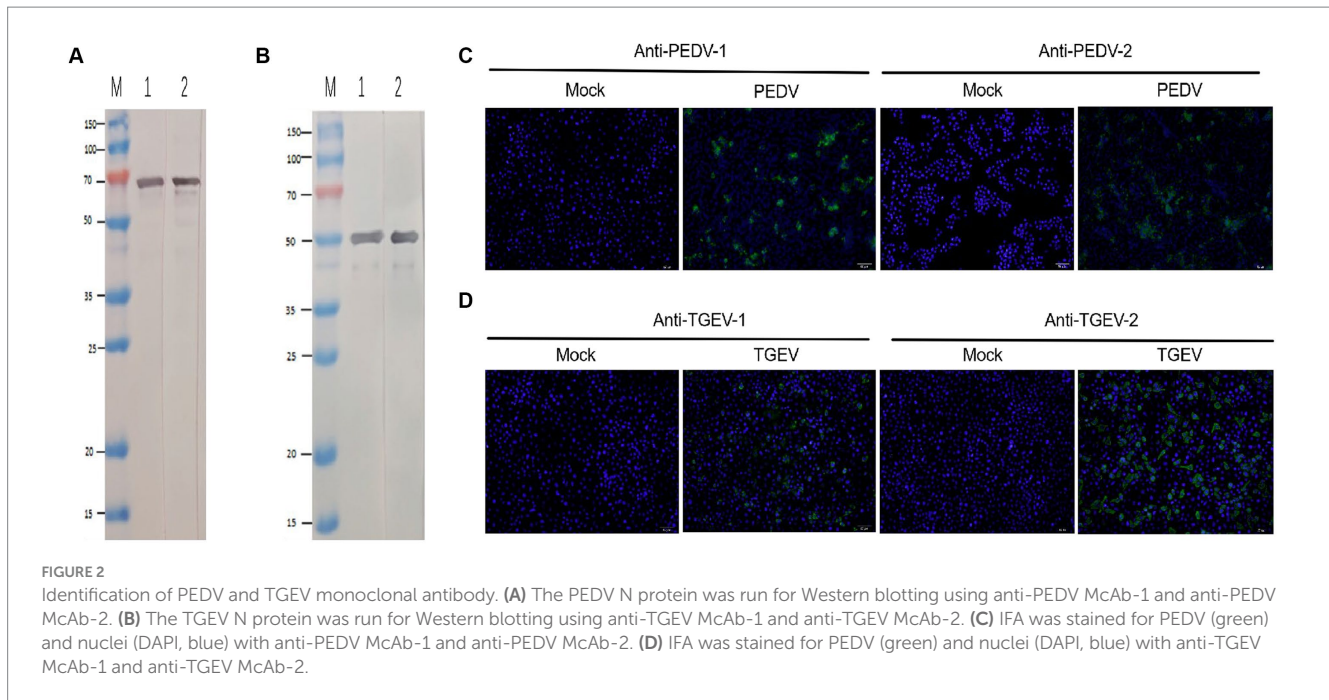 A
B
C
D
M 1 2
150
100
70
50
35
25
20
15
M 1 2
150
100
70
50
35
25
20
15
Anti-PEDV-1 Anti-PEDV-2
Mock PEDV Mock PEDV
Anti-TGEV-1 Anti-TGEV-2
Mock TGEV Mock TGEV
FIGURE 2
Identification of PEDV and TGEV monoclonal antibody. (A) The PEDV N protein was run for Western blotting using anti-PEDV McAb-1 and anti-PEDV
McAb-2. (B) The TGEV N protein was run for Western blotting using anti-TGEV McAb-1 and anti-TGEV McAb-2. (C) IFA was stained for PEDV (green)
and nuclei (DAPI, blue) with anti-PEDV McAb-1 and anti-PEDV McAb-2. (D) IFA was stained for PEDV (green) and nuclei (DAPI, blue) with anti-TGEV
McAb-1 and anti-TGEV McAb-2.